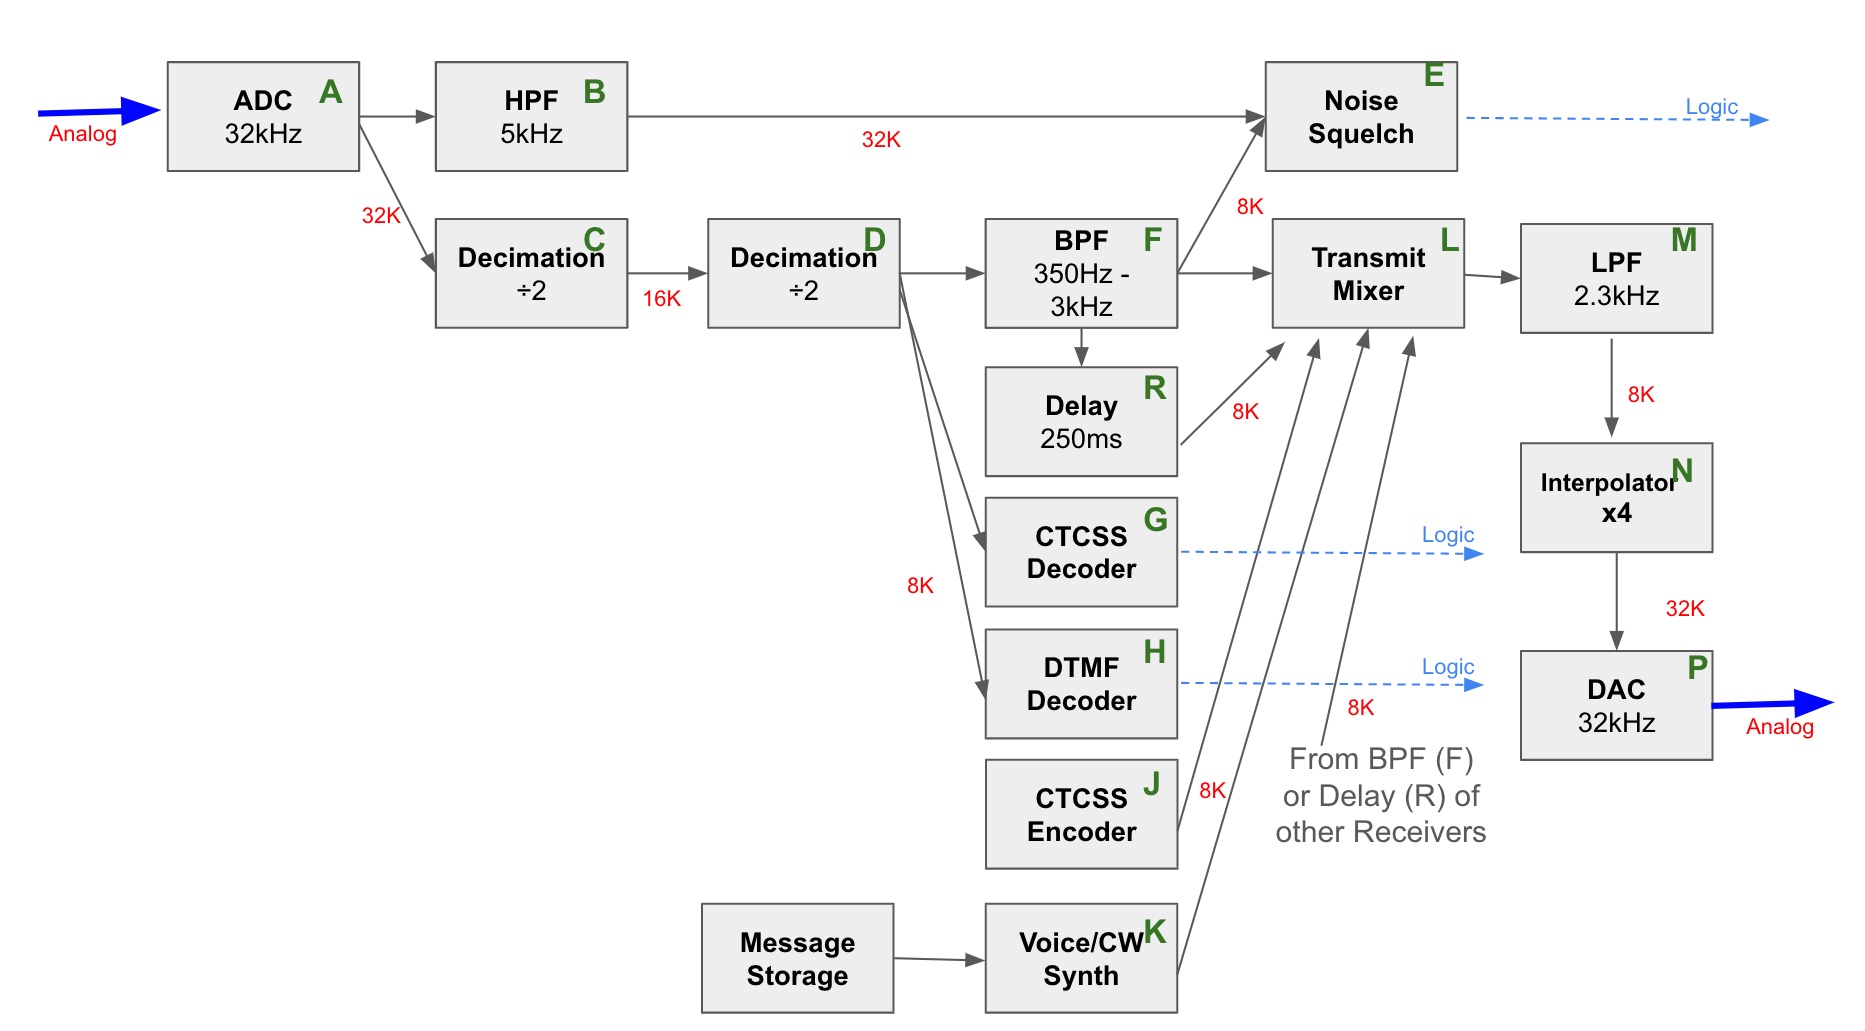 Analog
ADC
A
32kHz
HPF
B
5kHz
32K
Noise
E
Squelch
Logic
32K
Decimation
C
÷2
16K
Decimation
D
÷2
BPF
F
350Hz -
3kHz
8K
Transmit
L
Mixer
LPF
M
2.3kHz
Delay
R
250ms
8K
8K
CTCSS
G
Decoder
Logic
Interpolator
N
x4
8K
32K
DTMF
H
Decoder
Logic
DAC
P
32kHz
Analog
CTCSS
J
Encoder
8K
8K
From BPF (F)
or Delay (R) of
other Receivers
Message
Storage
Voice/CW
K
Synth